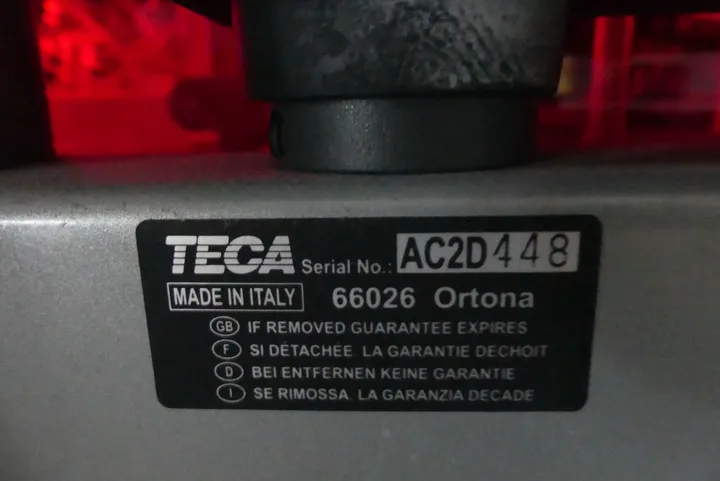 TECA Serial No.: AC2D448
MADE IN ITALY 66026 Ortona
GB IF REMOVED GUARANTEE EXPIRES
F SI DÉTACHÉE. LA GARANTIE DECHOIT
D BEI ENTFERNEN KEINE GARANTIE
I SE RIMOSSA. LA GARANZIA DECADE